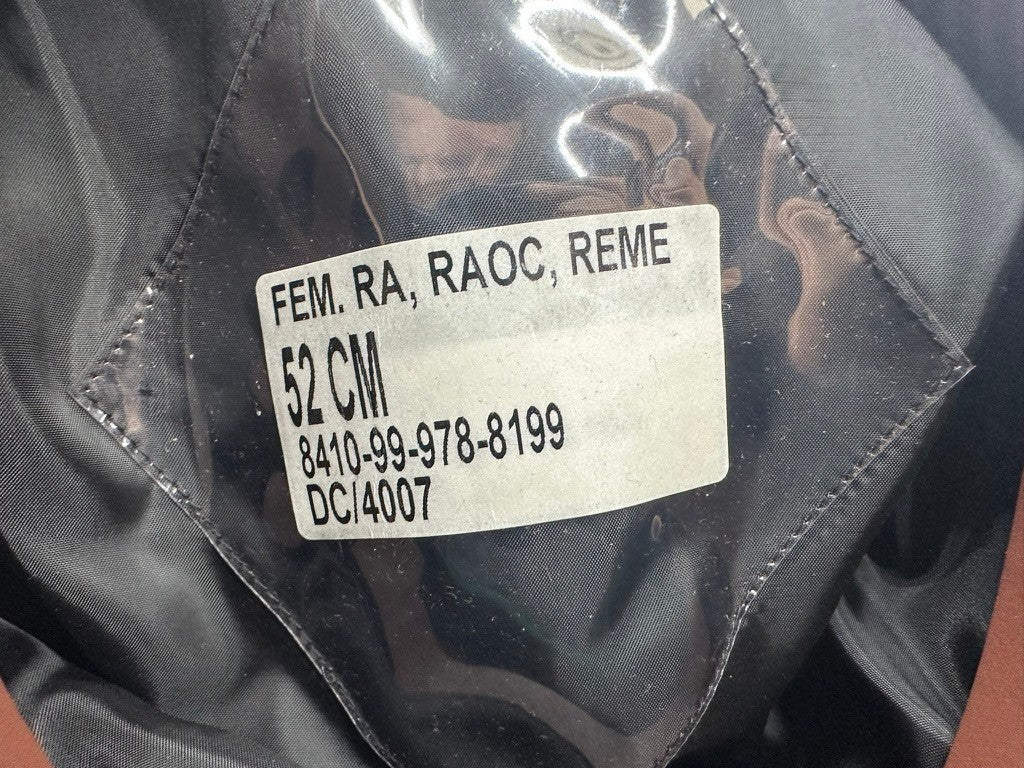 FEM. RA, RAOC, REME
52 CM
8410-99-978-8199
DC/4007